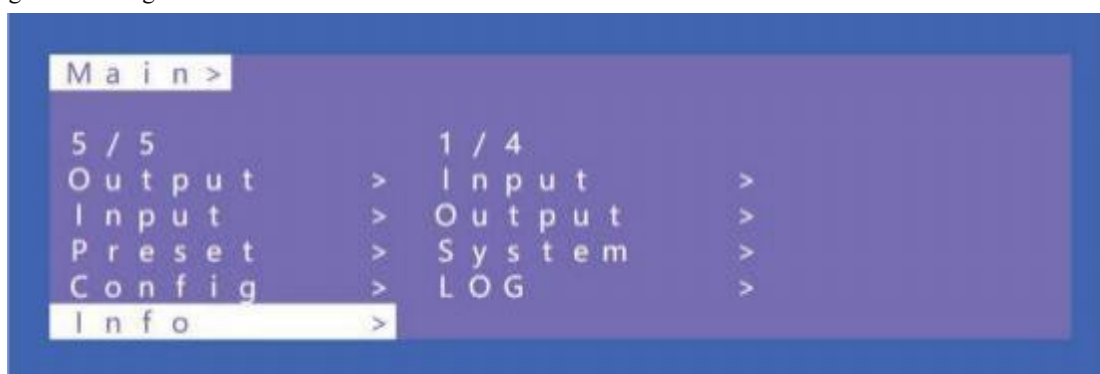 Main>
5/5 1/4
Output > Input >
Input > Output >
Preset > System >
Config > LOG >
Info >